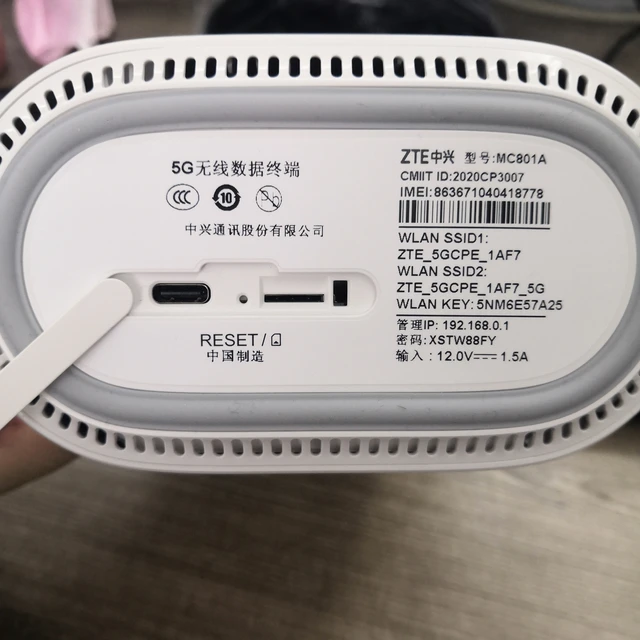 5G无线数据终端
CCC
10
中兴通讯股份有限公司
RESET/
中国制造
ZTE中兴 型号:MC801A
CMIIT ID:2020CP3007
IMEI:863671040418778
WLAN SSID1:
ZTE_5GCPE_1AF7
WLAN SSID2:
ZTE_5GCPE_1AF7_5G
WLAN KEY:5NM6E57A25
管理IP: 192.168.0.1
密码:XSTW88FY
输入:12.0V⎓1.5A